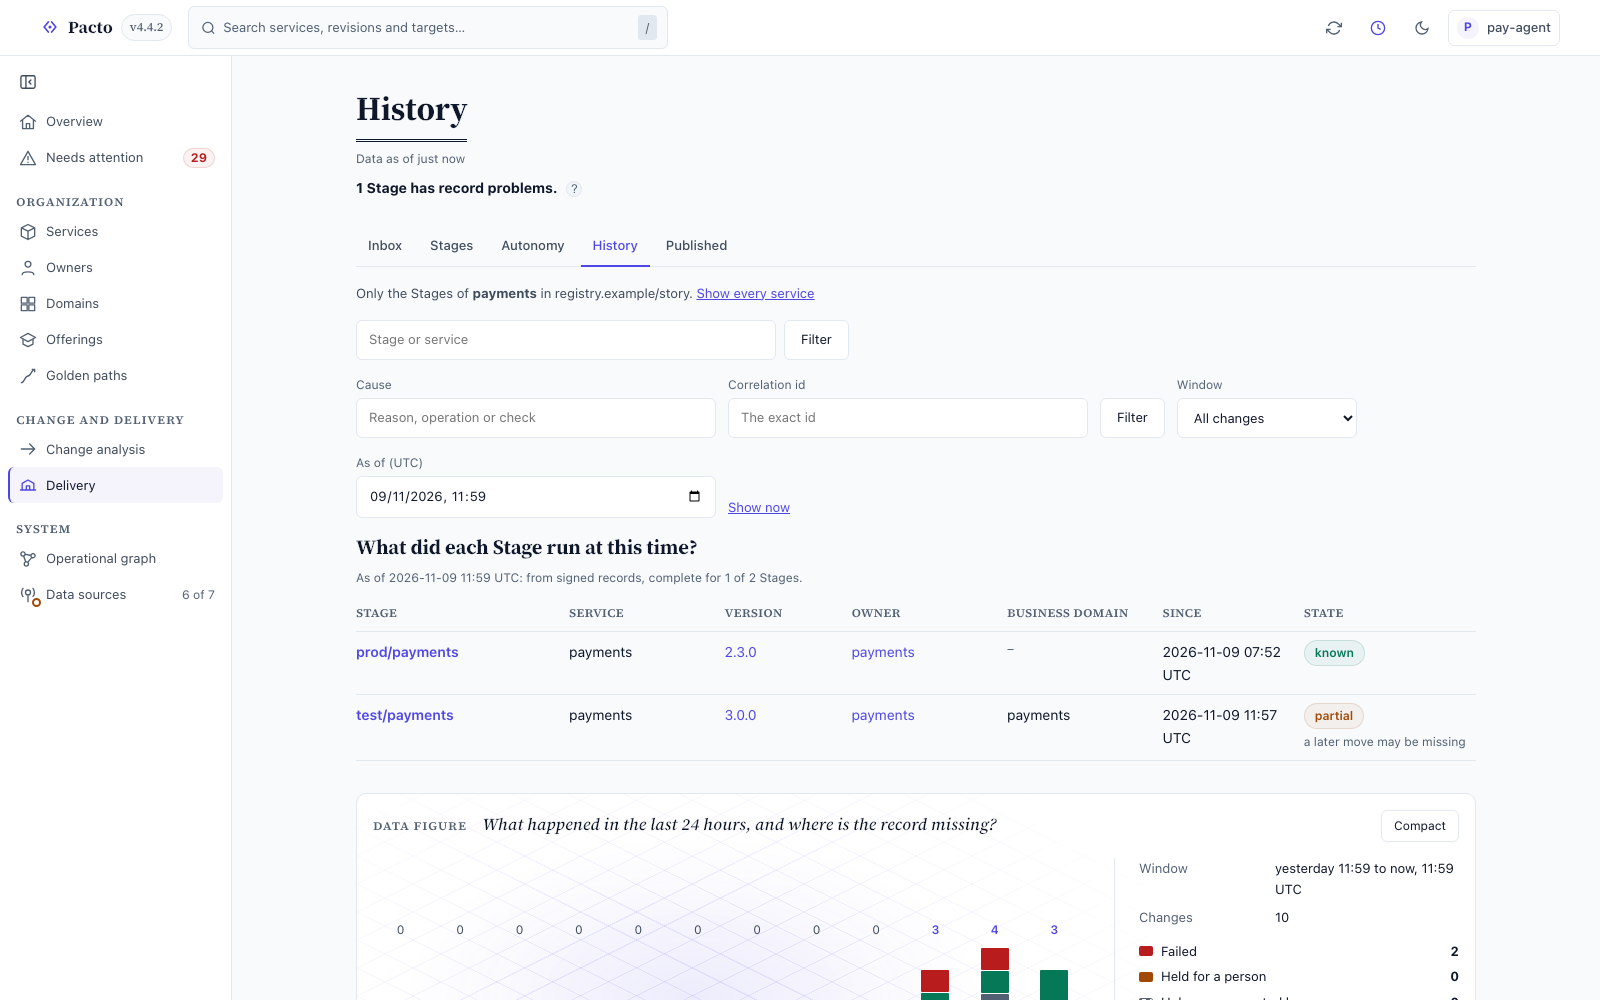 Pacto v4.4.2 Search services, revisions and targets... / P pay-agent
Overview
Needs attention 29
ORGANIZATION
Services
Owners
Domains
Offerings
Golden paths
CHANGE AND DELIVERY
Change analysis
Delivery
SYSTEM
Operational graph
Data sources 6 of 7
History
Data as of just now
1 Stage has record problems. ?
Inbox Stages Autonomy History Published
Only the Stages of payments in registry.example/story. Show every service
Stage or service Filter
Cause Correlation id Window
Reason, operation or check The exact id Filter All changes
As of (UTC)
09/11/2026, 11:59 Show now
What did each Stage run at this time?
As of 2026-11-09 11:59 UTC: from signed records, complete for 1 of 2 Stages.
STAGE SERVICE VERSION OWNER BUSINESS DOMAIN SINCE STATE
prod/payments payments 2.3.0 payments – 2026-11-09 07:52 UTC known
test/payments payments 3.0.0 payments payments 2026-11-09 11:57 UTC partial
a later move may be missing
DATA FIGURE What happened in the last 24 hours, and where is the record missing? Compact
0 0 0 0 0 0 0 0 0 3 4 3
Window yesterday 11:59 to now, 11:59 UTC
Changes 10
Failed 2
Held for a person 0